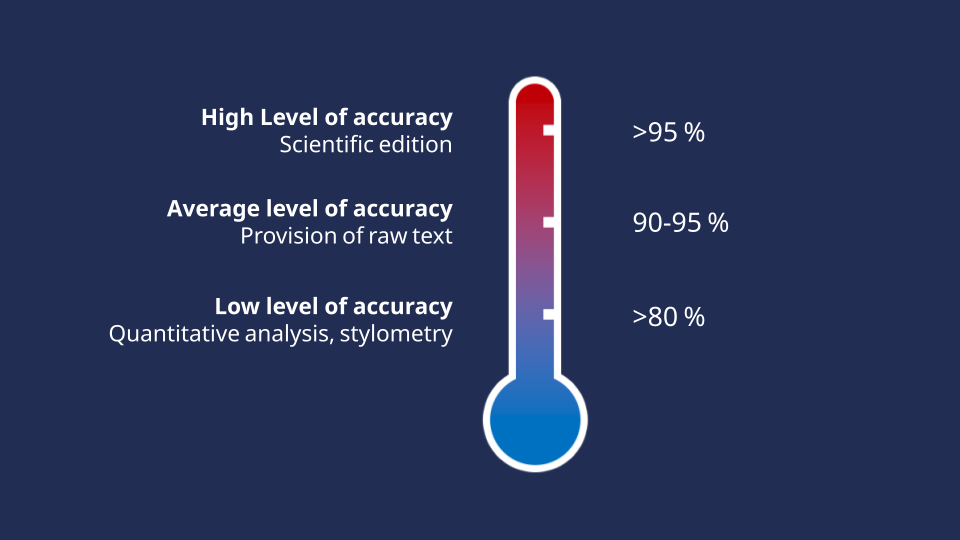 High Level of accuracy
Scientific edition
>95 %
Average level of accuracy
Provision of raw text
90-95 %
Low level of accuracy
Quantitative analysis, stylometry
>80 %